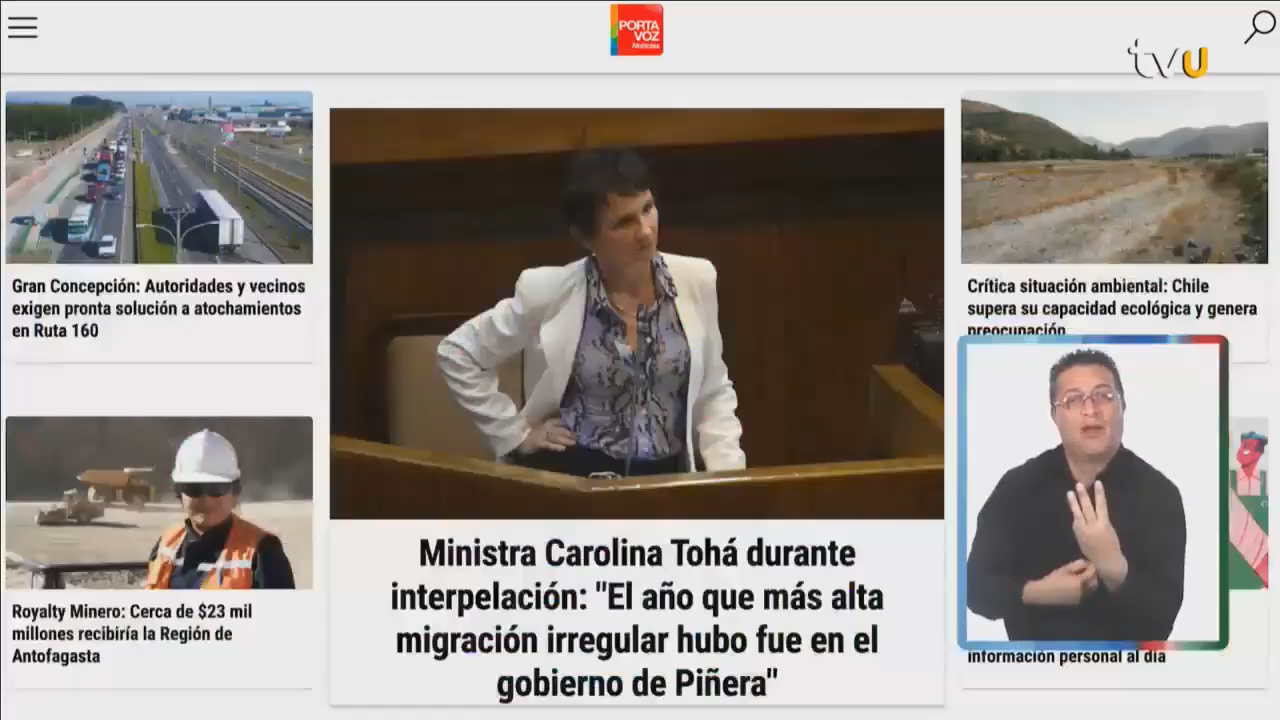 PORTA
VOZ
Noticias
tvU
Gran Concepción: Autoridades y vecinos
exigen pronta solución a atochamientos
en Ruta 160
Royalty Minero: Cerca de $23 mil
millones recibiría la Región de
Antofagasta
Ministra Carolina Tohá durante
interpelación: "El año que más alta
migración irregular hubo fue en el
gobierno de Piñera"
Crítica situación ambiental: Chile
supera su capacidad ecológica y genera
preocupación
información personal al día